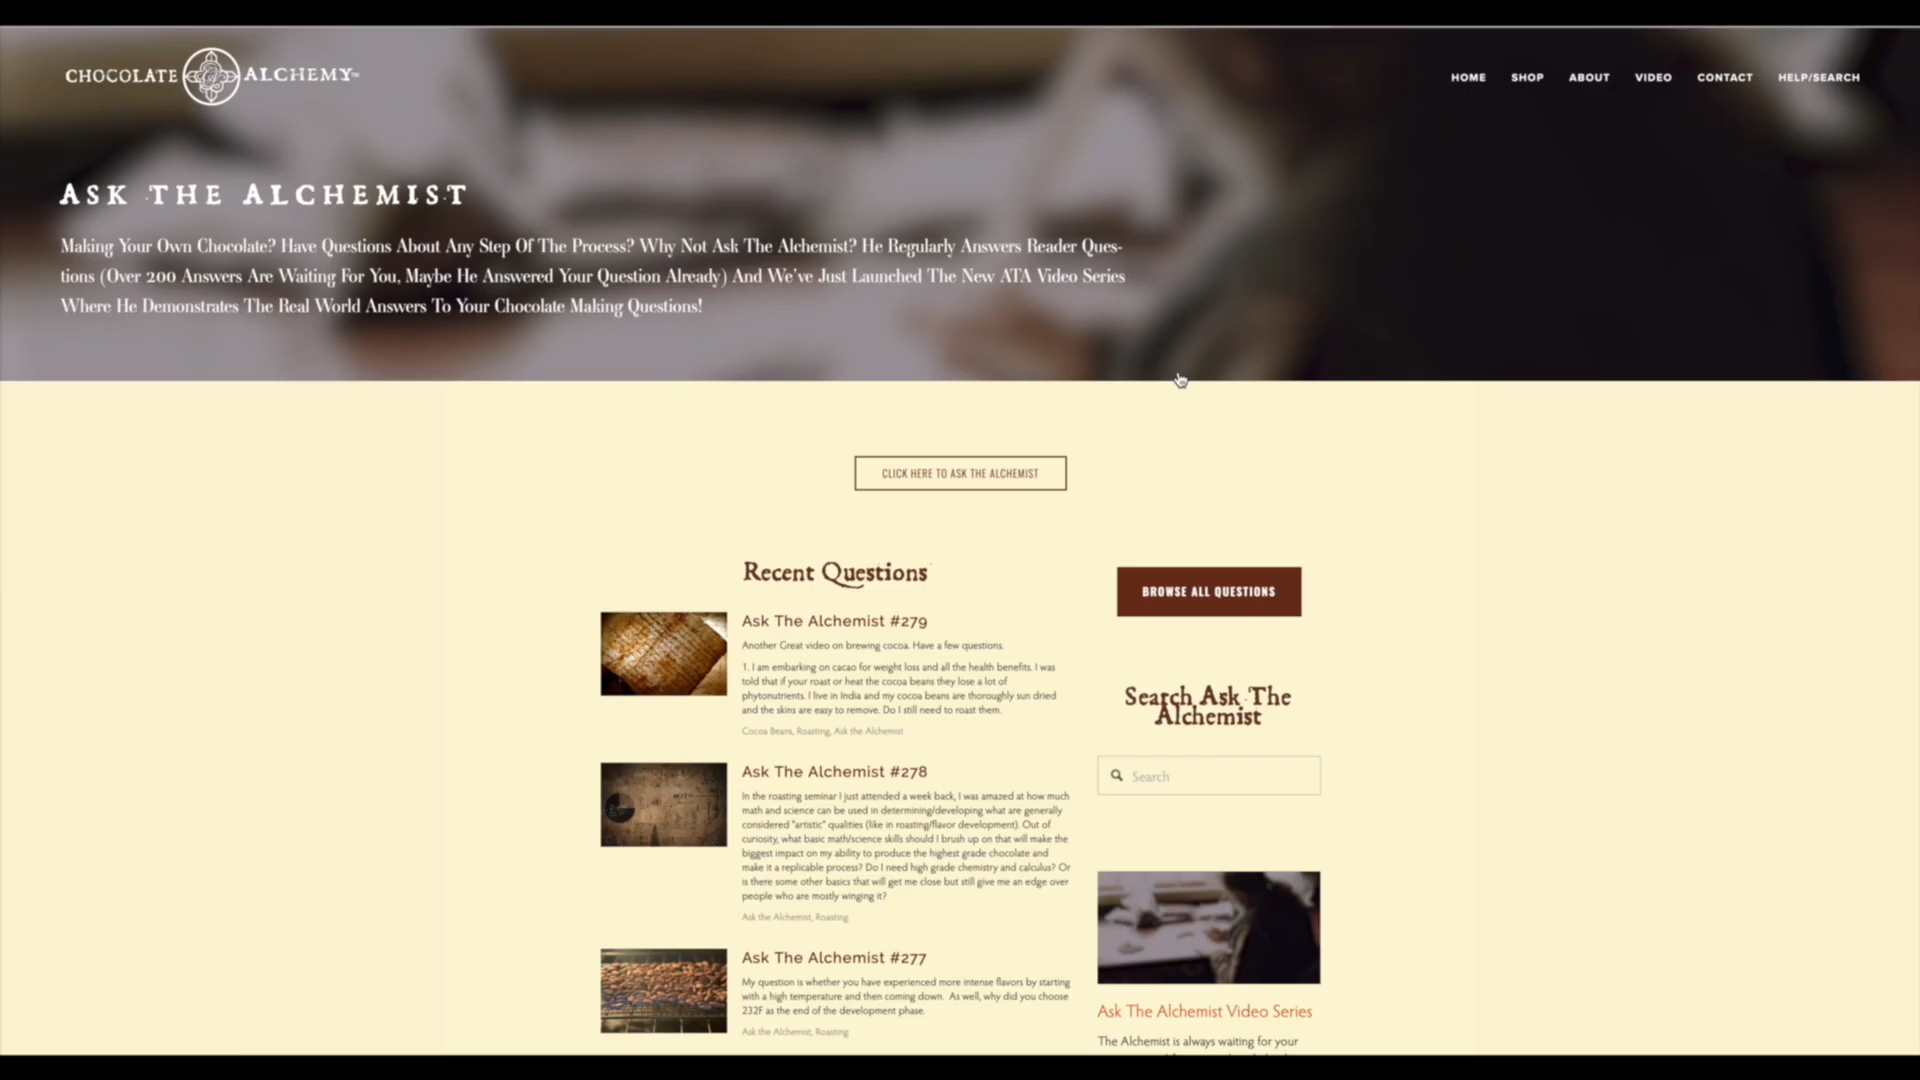 CHOCOLATE ALCHEMY™
HOME SHOP ABOUT VIDEO CONTACT HELP/SEARCH
ASK THE ALCHEMIST
Making Your Own Chocolate? Have Questions About Any Step Of The Process? Why Not Ask The Alchemist? He Regularly Answers Reader Ques-
tions (Over 200 Answers Are Waiting For You, Maybe He Answered Your Question Already) And We've Just Launched The New ATA Video Series
Where He Demonstrates The Real World Answers To Your Chocolate Making Questions!
CLICK HERE TO ASK THE ALCHEMIST
Recent Questions
Ask The Alchemist #279
Another Great video on brewing cocoa. Have a few questions.
1. I am embarking on cacao for weight loss and all the health benefits. I was
told that if your roast or heat the cocoa beans they lose a lot of
phytonutrients. I live in India and my cocoa beans are thoroughly sun dried
and the skins are easy to remove. Do I still need to roast them.
Cocoa Beans, Roasting, Ask the Alchemist
Ask The Alchemist #278
In the roasting seminar I just attended a week back, I was amazed at how much
math and science can be used in determining/developing what are generally
considered "artistic" qualities (like in roasting/flavor development). Out of
curiosity, what basic math/science skills should I brush up on that will make the
biggest impact on my ability to produce the highest grade chocolate and
make it a replicable process? Do I need high grade chemistry and calculus? Or
is there some other basics that will get me close but still give me an edge over
people who are mostly winging it?
Ask the Alchemist, Roasting
Ask The Alchemist #277
My question is whether you have experienced more intense flavors by starting
with a high temperature and then coming down. As well, why did you choose
232F as the end of the development phase.
Ask the Alchemist, Roasting
BROWSE ALL QUESTIONS
Search Ask The
Alchemist
Search
Ask The Alchemist Video Series
The Alchemist is always waiting for your